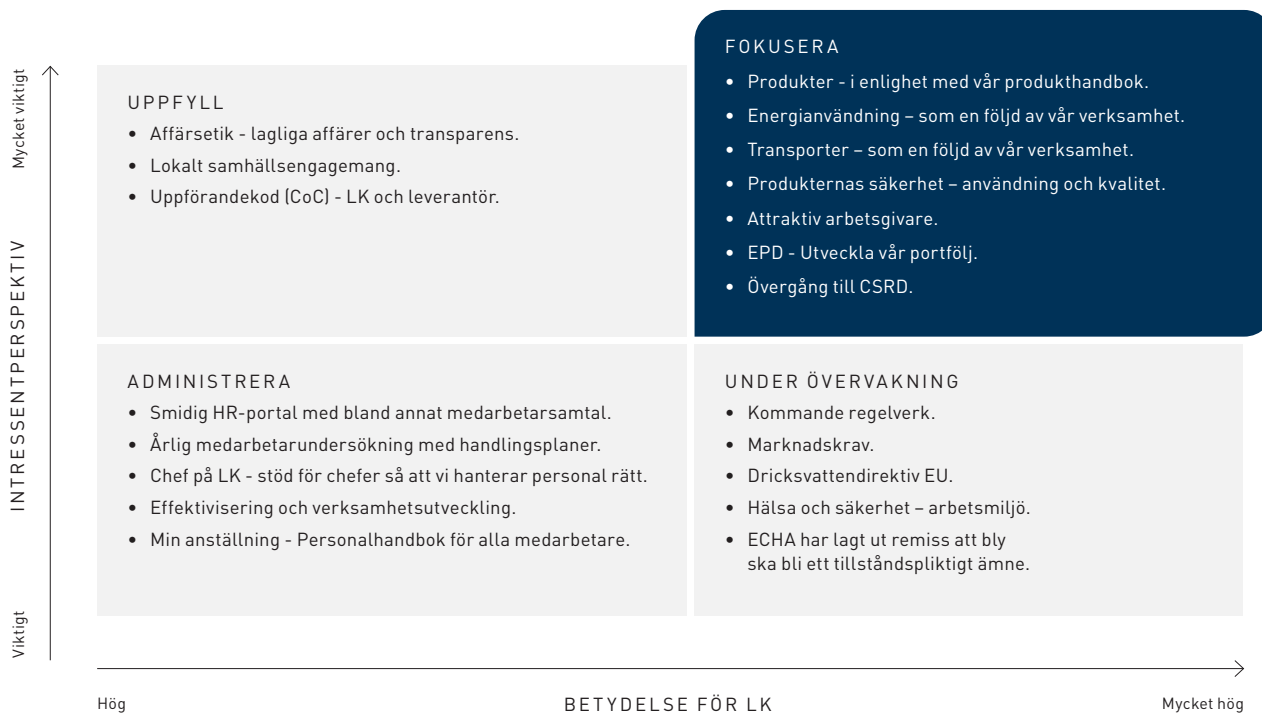 Mycket viktigt
INTRESSENTPERSPEKTIV
Viktigt
UPPFYLL
• Affärsetik - lagliga affärer och transparens.
• Lokalt samhällsengagemang.
• Uppförandekod (CoC) - LK och leverantör.
FOKUSERA
• Produkter - i enlighet med vår produkthandbok.
• Energianvändning – som en följd av vår verksamhet.
• Transporter – som en följd av vår verksamhet.
• Produkternas säkerhet – användning och kvalitet.
• Attraktiv arbetsgivare.
• EPD - Utveckla vår portfölj.
• Övergång till CSRD.
ADMINISTRERA
• Smidig HR-portal med bland annat medarbetarsamtal.
• Årlig medarbetarundersökning med handlingsplaner.
• Chef på LK - stöd för chefer så att vi hanterar personal rätt.
• Effektivisering och verksamhetsutveckling.
• Min anställning - Personalhandbok för alla medarbetare.
UNDER ÖVERVAKNING
• Kommande regelverk.
• Marknadskrav.
• Dricksvattendirektiv EU.
• Hälsa och säkerhet – arbetsmiljö.
• ECHA har lagt ut remiss att bly
ska bli ett tillståndspliktigt ämne.
Hög
BETYDELSE FÖR LK
Mycket hög